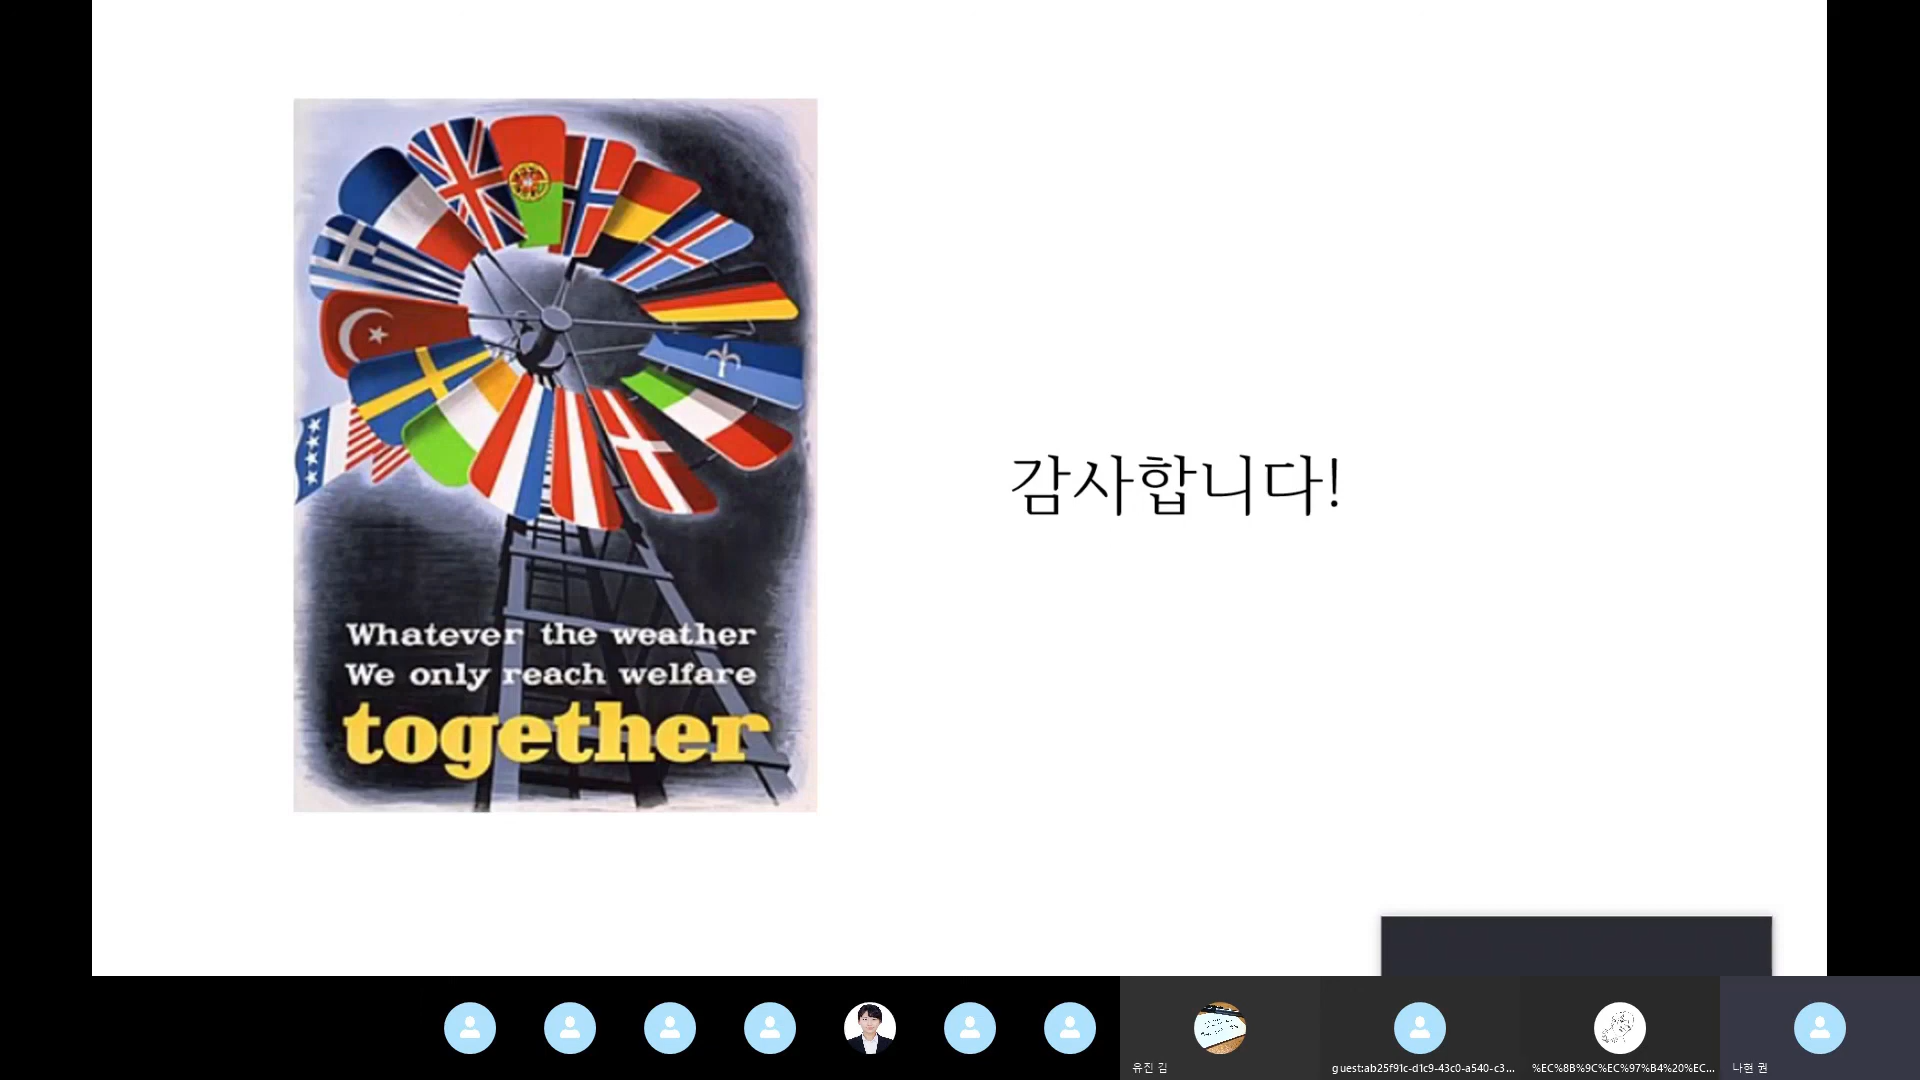 감사합니다!
Whatever the weather
We only reach welfare
together
유진 김
guest:ab25f91c-d1c9-43c0-a540-c3...
%EC%8B%9C%EC%97%B4%20%EC...
나현 권